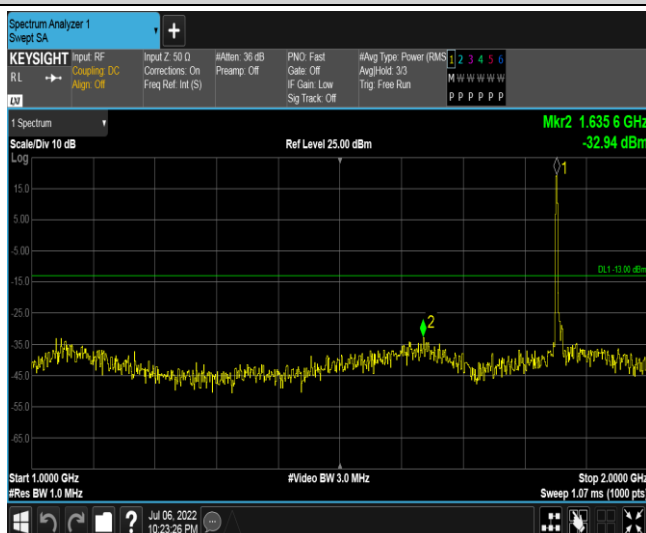 Spectrum Analyzer 1
Swept SA
+
KEYSIGHT
RL
LXI
Input: RF
Coupling: DC
Align: Off
Input Z: 50 Ω
Corrections: On
Freq Ref: Int (S)
#Atten: 36 dB
Preamp: Off
PNO: Fast
Gate: Off
IF Gain: Low
Sig Track: Off
#Avg Type: Power (RMS
Avg|Hold: 3/3
Trig: Free Run
1 2 3 4 5 6
M W W W W W
P P P P P P
1 Spectrum
Mkr2 1.635 6 GHz
Scale/Div 10 dB
Ref Level 25.00 dBm
-32.94 dBm
Log
1
15.0
5.00
-5.00
DL1 -13.00 dBm
-15.0
-25.0
2
-35.0
-45.0
-55.0
-65.0
Start 1.0000 GHz
#Video BW 3.0 MHz
Stop 2.0000 GHz
#Res BW 1.0 MHz
Sweep 1.07 ms (1000 pts)
?
Jul 06, 2022
10:23:26 PM